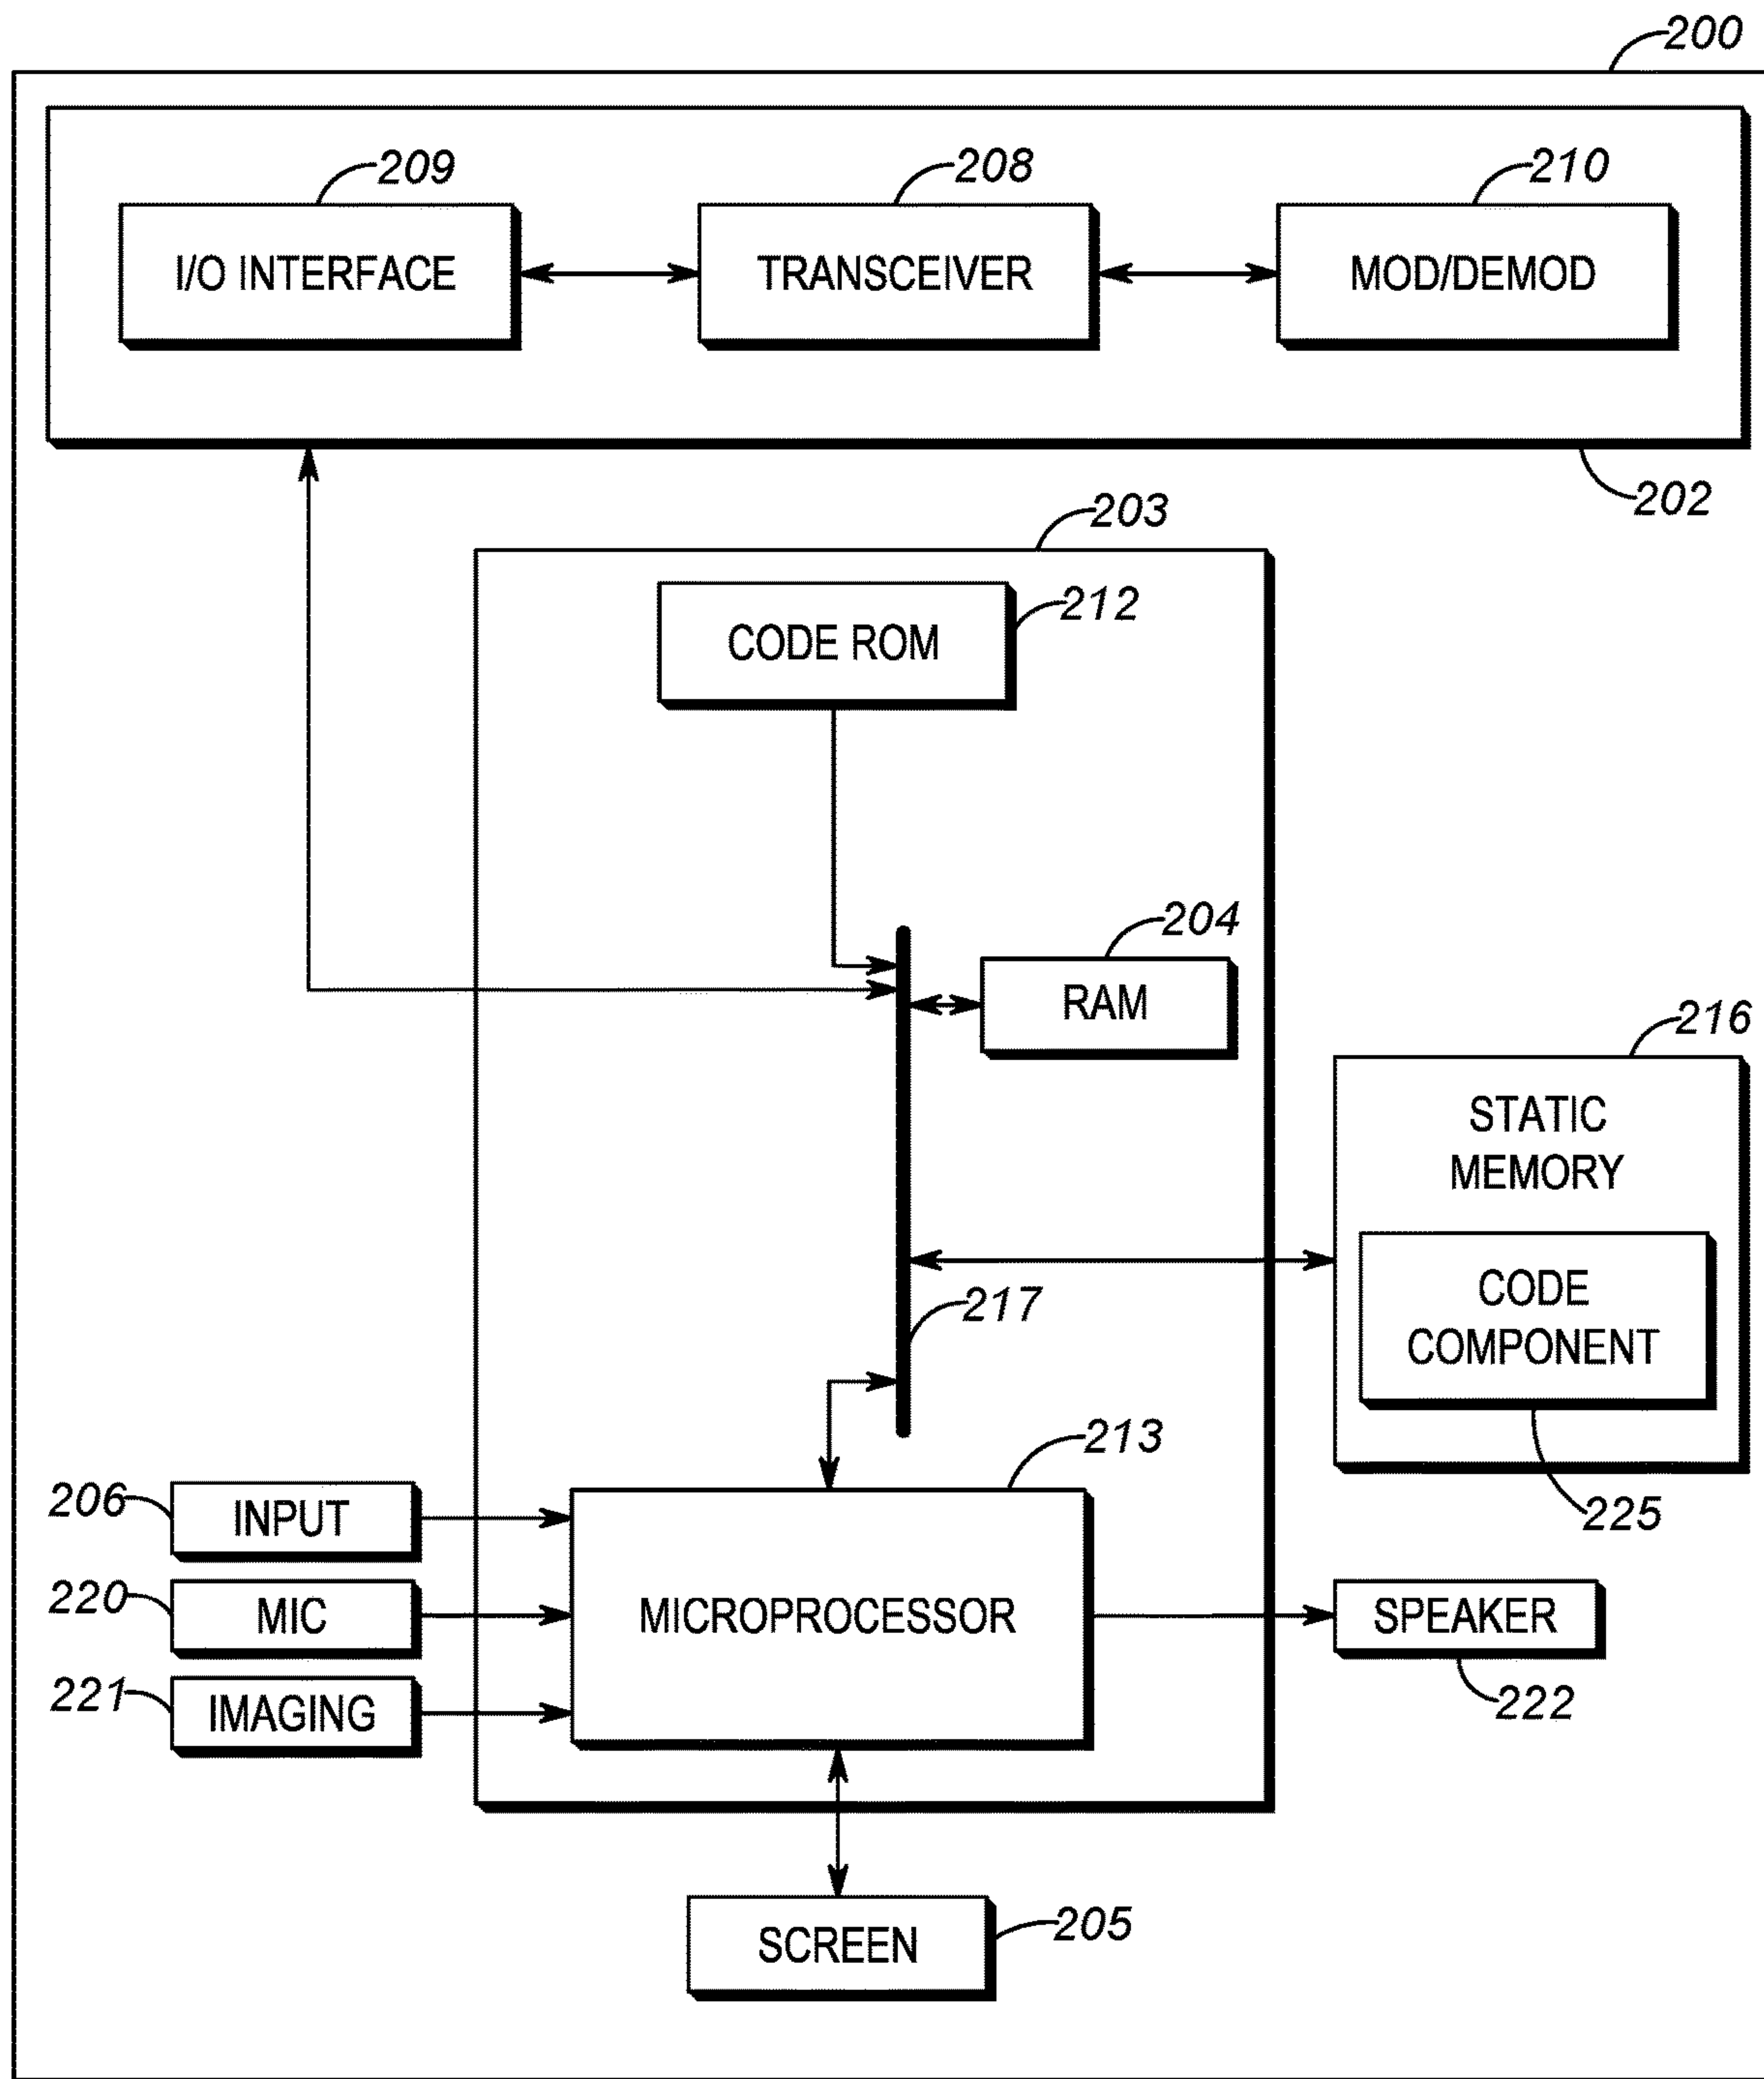 200
209
208
210
I/O INTERFACE
TRANSCEIVER
MOD/DEMOD
202
203
212
CODE ROM
204
RAM
216
STATIC
MEMORY
CODE
COMPONENT
217
225
213
206
INPUT
220
MIC
MICROPROCESSOR
SPEAKER
221
IMAGING
222
SCREEN
205